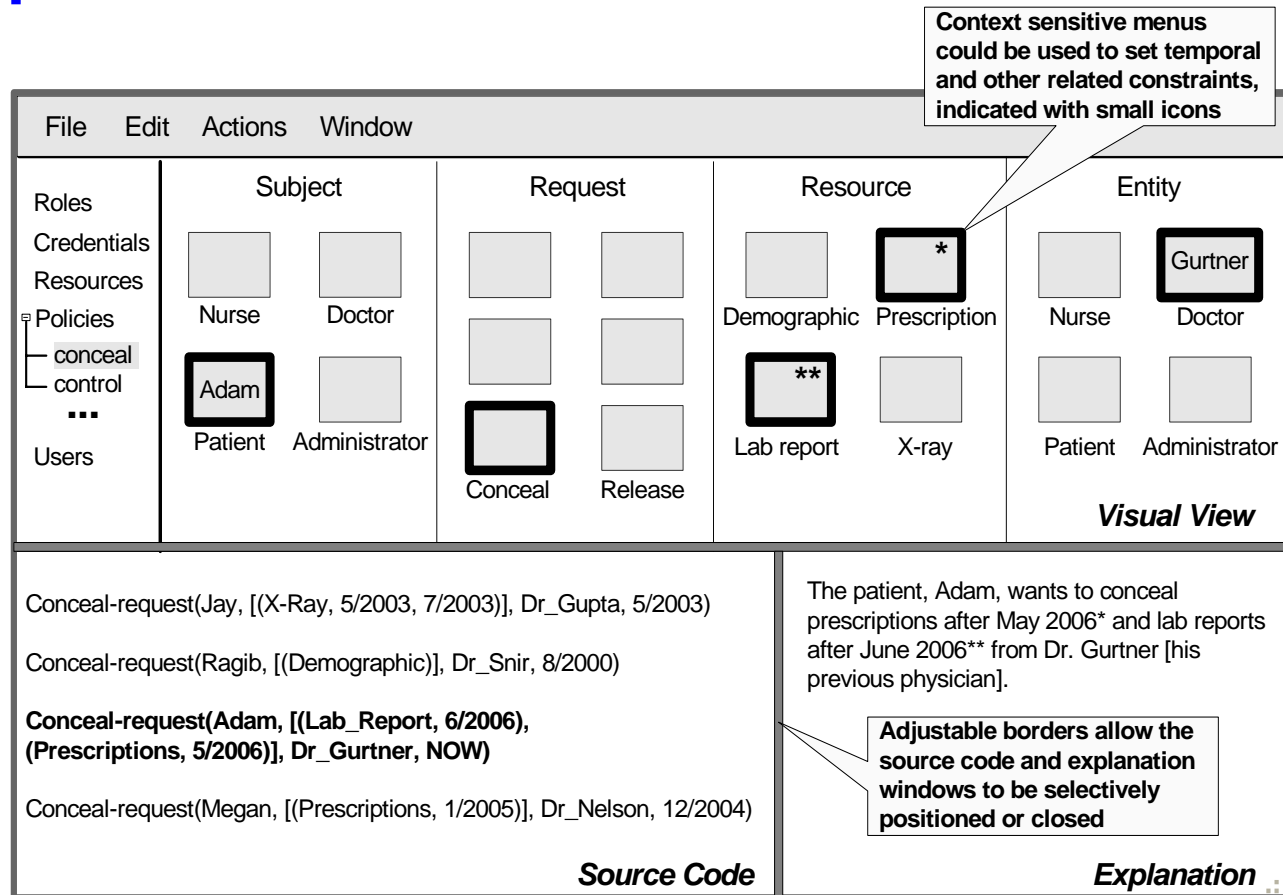 Context sensitive menus
could be used to set temporal
and other related constraints,
indicated with small icons
File Edit Actions Window
Roles
Credentials
Resources
Policies
conceal
control
...
Users
Subject
Nurse Doctor
Adam
Patient Administrator
Request
Conceal Release
Resource
*
Demographic Prescription
**
Lab report X-ray
Entity
Gurtner
Nurse Doctor
Patient Administrator
Visual View
Conceal-request(Jay, [(X-Ray, 5/2003, 7/2003)], Dr_Gupta, 5/2003)
Conceal-request(Ragib, [(Demographic)], Dr_Snir, 8/2000)
Conceal-request(Adam, [(Lab_Report, 6/2006),
(Prescriptions, 5/2006)], Dr_Gurtner, NOW)
Conceal-request(Megan, [(Prescriptions, 1/2005)], Dr_Nelson, 12/2004)
Source Code
The patient, Adam, wants to conceal
prescriptions after May 2006* and lab reports
after June 2006** from Dr. Gurtner [his
previous physician].
Adjustable borders allow the
source code and explanation
windows to be selectively
positioned or closed
Explanation